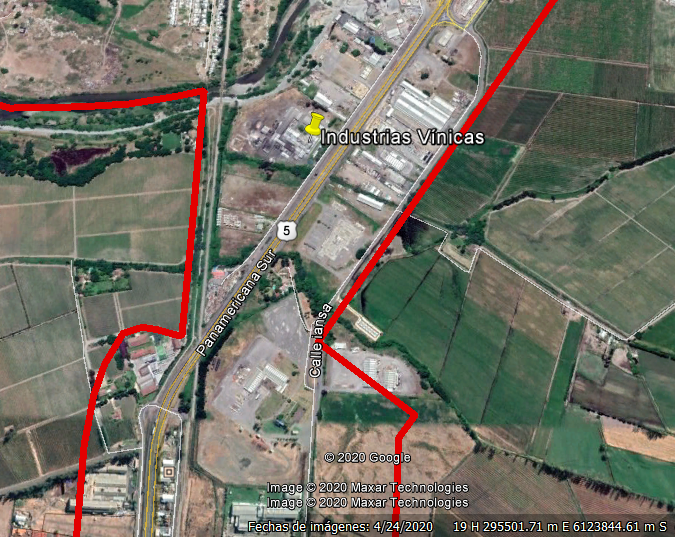 Industrias Vínicas
5
Panamericana Sur
Calle Iansa
© 2020 Google
Image © 2020 Maxar Technologies
Image © 2020 Maxar Technologies
Fechas de imágenes: 4/24/2020 19 H 295501.71 m E 6123844.61 m S